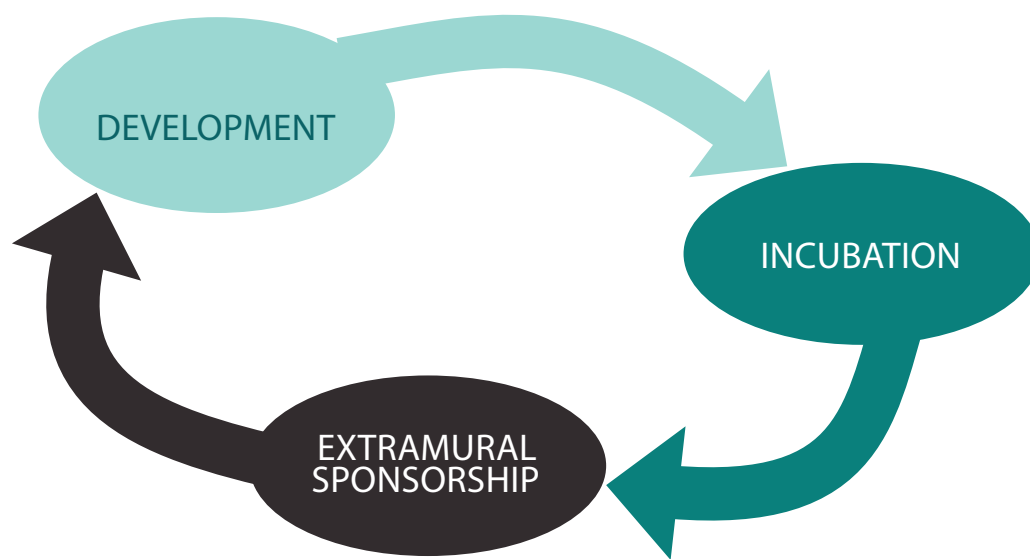 DEVELOPMENT
INCUBATION
EXTRAMURAL
SPONSORSHIP